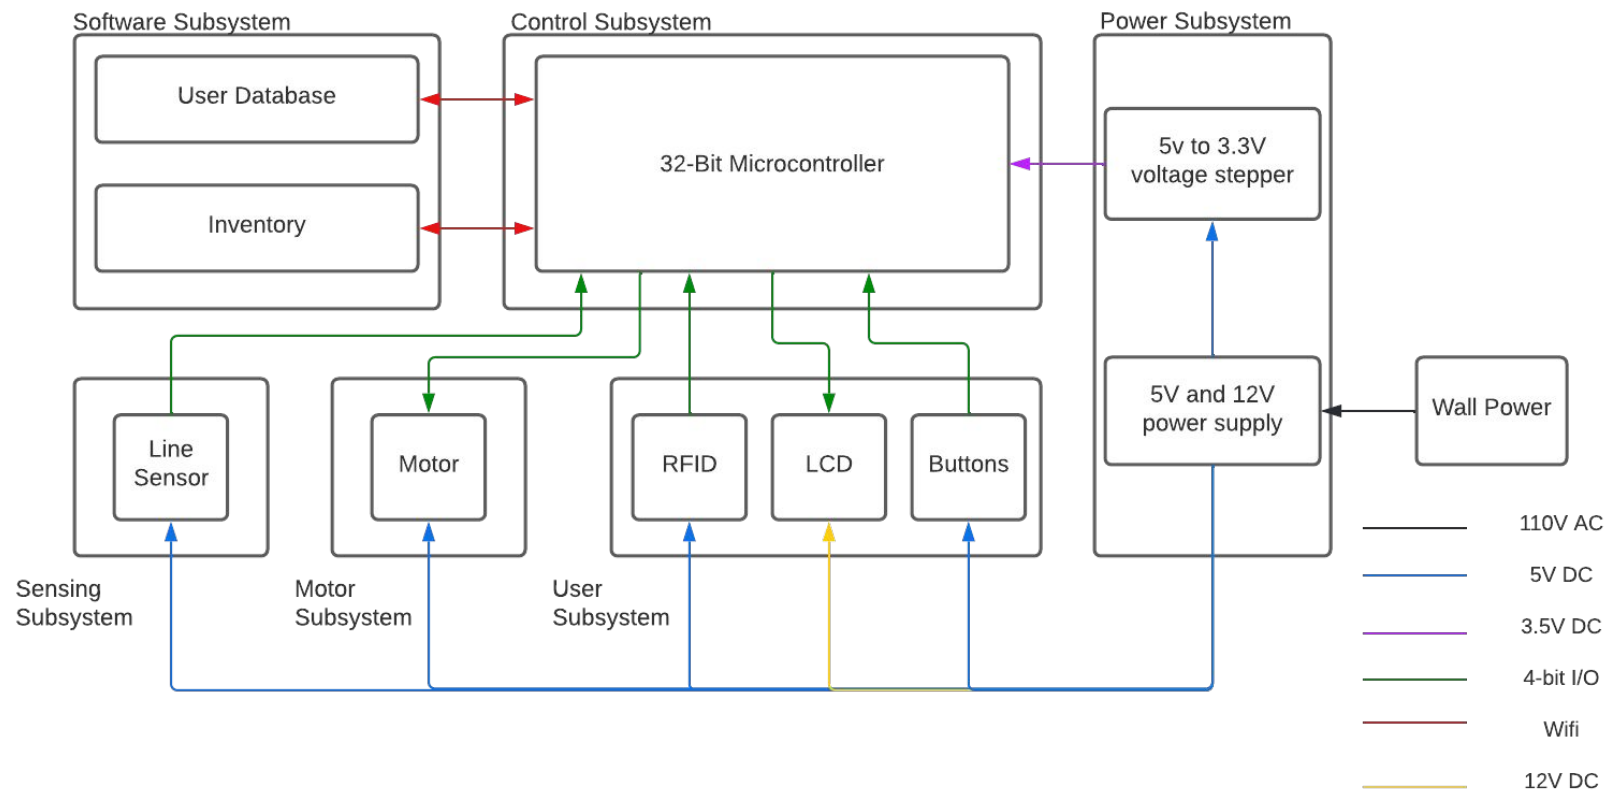 Software Subsystem
Control Subsystem
Power Subsystem
User Database
Inventory
32-Bit Microcontroller
5v to 3.3V
voltage stepper
5V and 12V
power supply
Wall Power
Line
Sensor
Motor
RFID
LCD
Buttons
Sensing
Subsystem
Motor
Subsystem
User
Subsystem
110V AC
5V DC
3.5V DC
4-bit I/O
Wifi
12V DC